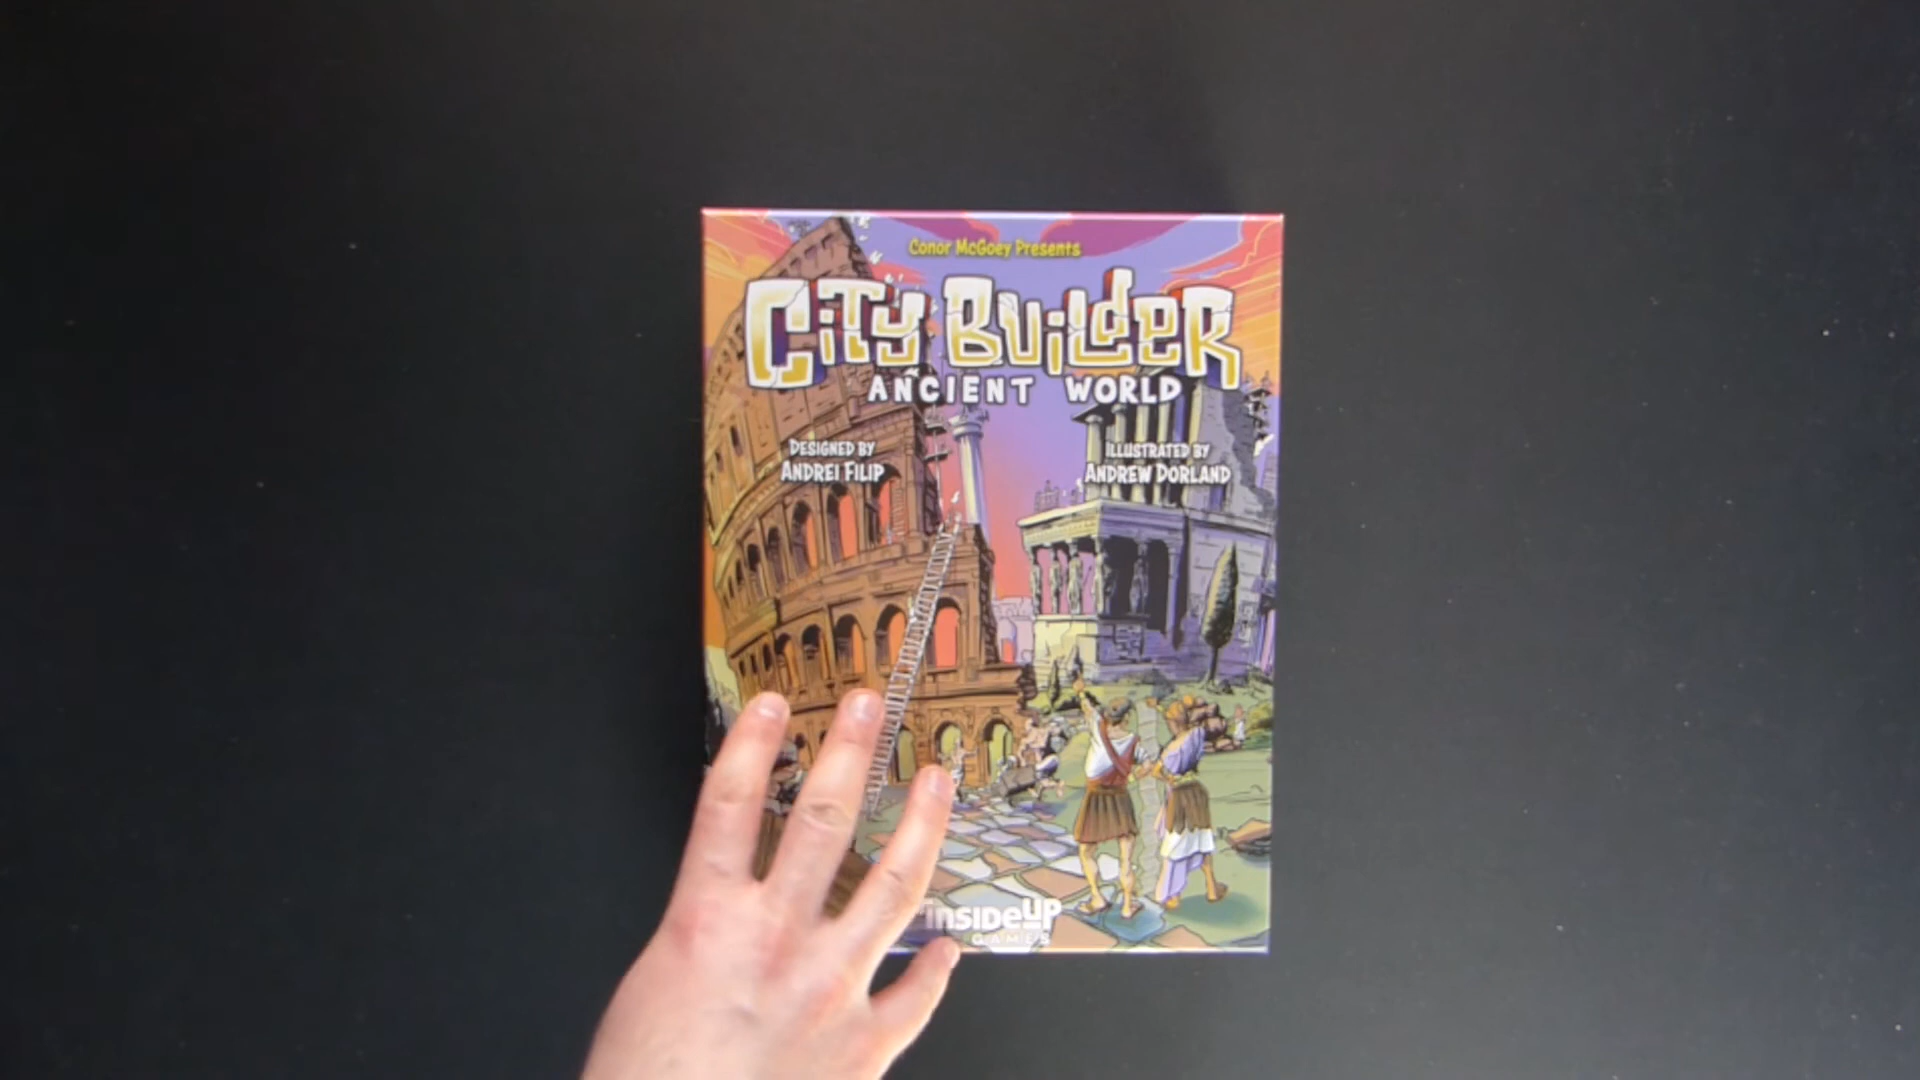 Conor McGoey Presents
City Builder
ANCIENT WORLD
DESIGNED BY
ANDREI FILIP
ILLUSTRATED BY
ANDREW DORLAND
insideUP
GAMES